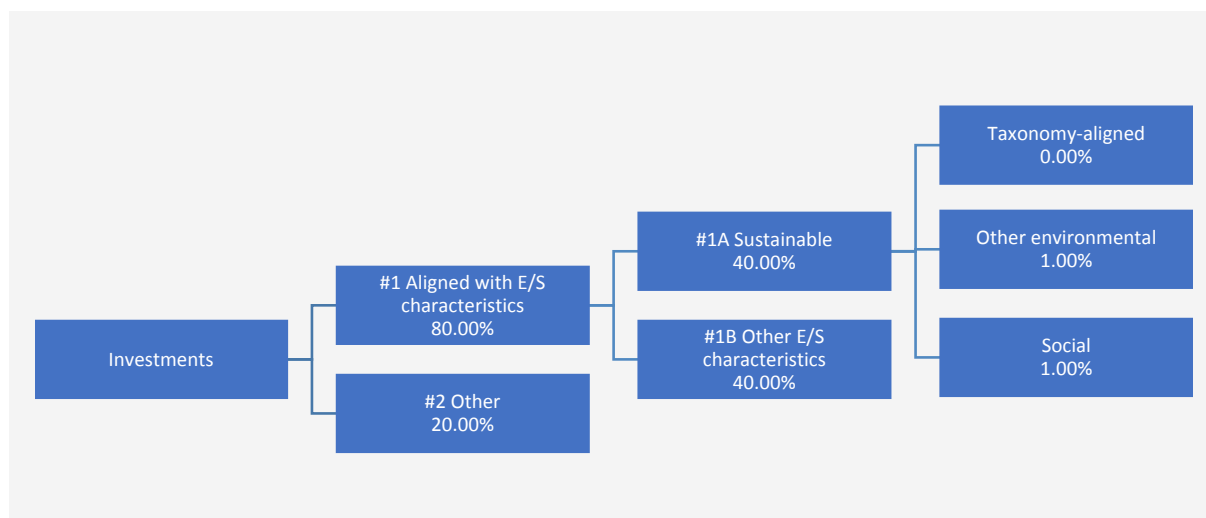 Investments
#1 Aligned with E/S
characteristics
80.00%
#2 Other
20.00%
#1A Sustainable
40.00%
#1B Other E/S
characteristics
40.00%
Taxonomy-aligned
0.00%
Other environmental
1.00%
Social
1.00%